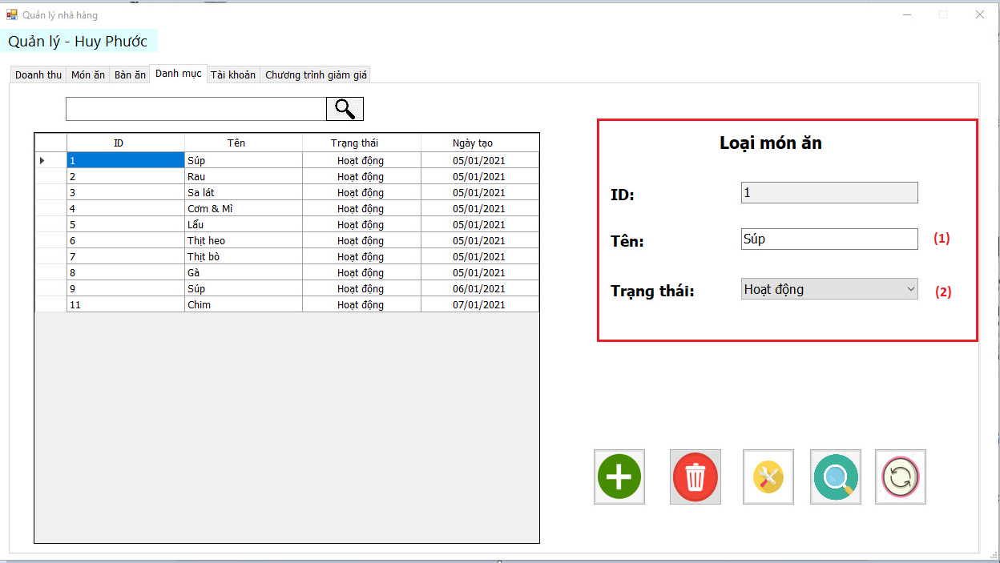 Quản lý nhà hàng
Quản lý - Huy Phước
Doanh thu Món ăn Bàn ăn Danh mục Tài khoản Chương trình giảm giá
ID Tên Trạng thái Ngày tạo
1 Súp Hoạt động 05/01/2021
2 Rau Hoạt động 05/01/2021
3 Sa lát Hoạt động 05/01/2021
4 Cơm & Mì Hoạt động 05/01/2021
5 Lẩu Hoạt động 05/01/2021
6 Thịt heo Hoạt động 05/01/2021
7 Thịt bò Hoạt động 05/01/2021
8 Gà Hoạt động 05/01/2021
9 Súp Hoạt động 06/01/2021
11 Chim Hoạt động 07/01/2021
Loại món ăn
ID: 1
Tên: Súp (1)
Trạng thái: Hoạt động (2)